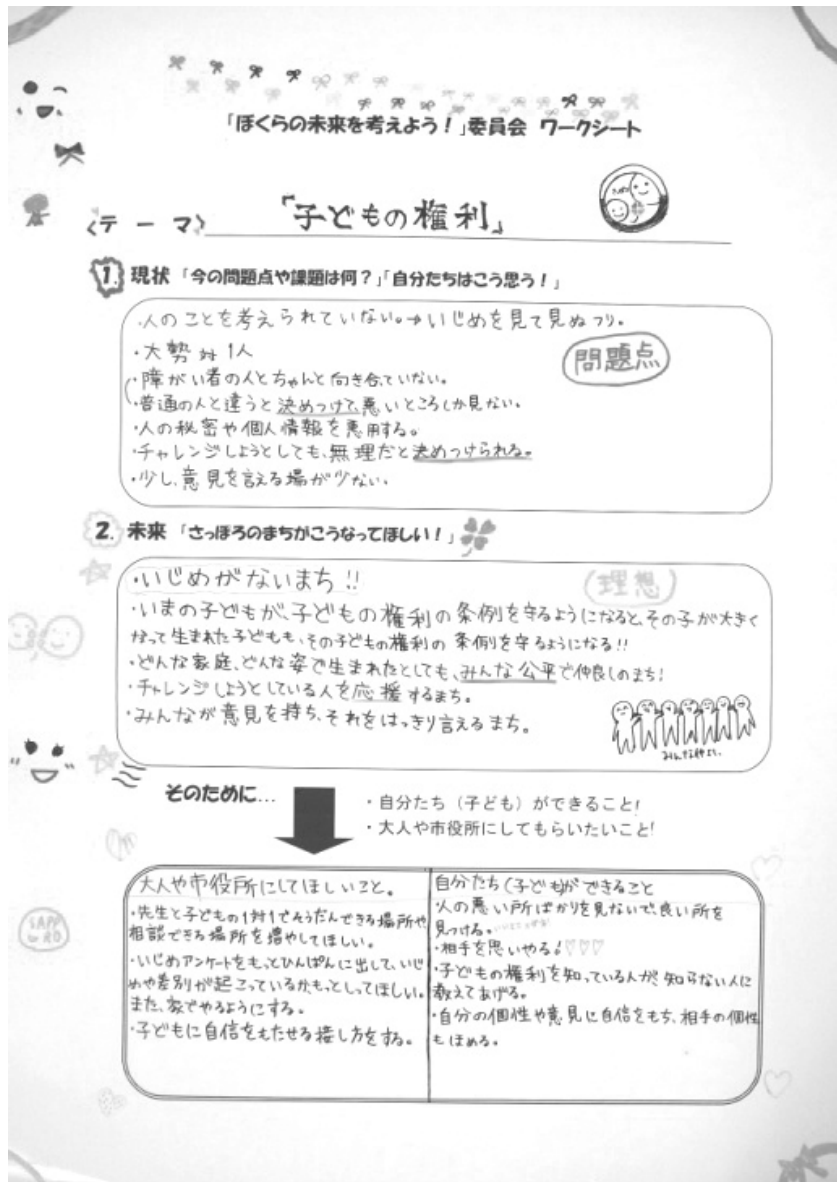 「ぼくらの未来を考えよう！」委員会 ワークシート
〈テーマ〉 「子どもの権利」
1. 現状 「今の問題点や課題は何？」「自分たちはこう思う！」
・人のことを考えられていない。→いじめを見て見ぬフリ。
・大勢対1人
問題点
・障がい者の人とちゃんと向き合っていない。
・普通の人と違うと決めつけて、悪いところしか見ない。
・人の秘密や個人情報を悪用する。
・チャレンジしようとしても、無理だと決めつけられる。
・少し、意見を言える場が少ない。
2. 未来 「さっぽろのまちがこうなってほしい！」
・いじめがないまち!!
(理想)
・いまの子どもが、子どもの権利の条例を守るようになると、その子が大きく
なって生まれた子どもも、その子どもの権利の条例を守るようになる!!
・どんな家庭、どんな姿で生まれたとしても、みんな公平で仲良しのまち!
・チャレンジしようとしている人を応援するまち。
・みんなが意見を持ち、それをはっきり言えるまち。
みんな仲よし。
そのために…
・自分たち（子ども）ができること!
・大人や市役所にしてもらいたいこと!
大人や市役所にしてほしいこと。
・先生と子どもの1対1でそうだんできる場所や
相談できる場所を増やしてほしい。
・いじめアンケートをもっとひんぱんに出して、いじ
めや差別が起こっているか、もっとしってほしい。
また、家でやるようにする。
・子どもに自信をもたせる接し方をする。
自分たち(子ども)ができること
・人の悪い所ばかりを見ないで、良い所を
見つける。
・相手を思いやる!♡♡♡
・子どもの権利を知っている人が、知らない人に
教えてあげる。
・自分の個性や意見に自信をもち、相手の個性
もほめる。
SAPP
RO